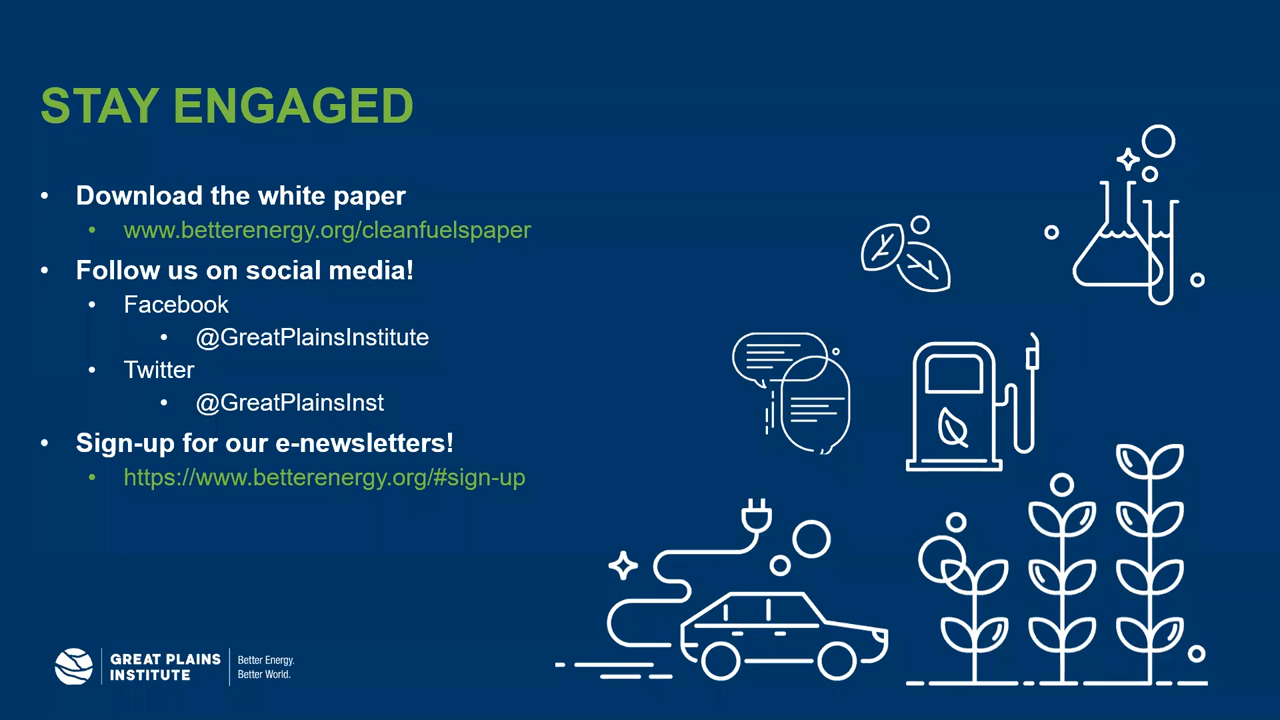 STAY ENGAGED
• Download the white paper
• www.betterenergy.org/cleanfuelspaper
• Follow us on social media!
• Facebook
• @GreatPlainsInstitute
• Twitter
• @GreatPlainsInst
• Sign-up for our e-newsletters!
• https://www.betterenergy.org/#sign-up
GREAT PLAINS
INSTITUTE
Better Energy.
Better World.